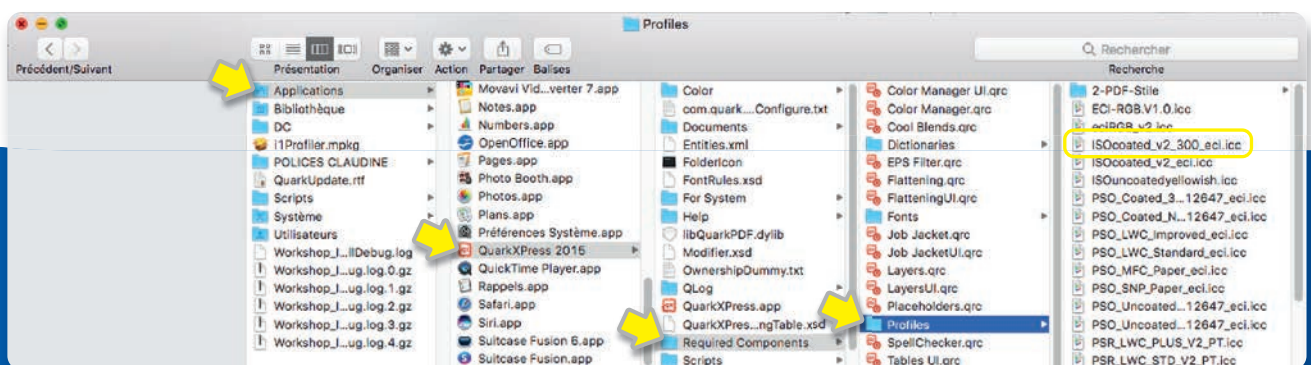 Profiles
Rechercher
Précédent/Suivant
Présentation
Organiser
Action
Partager
Balises
Recherche
Applications
Bibliothèque
DC
i1Profiler.mpkg
POLICES CLAUDINE
QuarkUpdate.rtf
Scripts
Système
Utilisateurs
Workshop_I...llDebug.log
Workshop_I...ug.log.0.gz
Workshop_I...ug.log.1.gz
Workshop_I...ug.log.2.gz
Workshop_I...ug.log.3.gz
Workshop_I...ug.log.4.gz
Movavi Vid...verter 7.app
Notes.app
Numbers.app
OpenOffice.app
Pages.app
Photo Booth.app
Photos.app
Plans.app
Préférences Système.app
QuarkXPress 2015
QuickTime Player.app
Rappels.app
Safari.app
Siri.app
Suitcase Fusion 6.app
Suitcase Fusion.app
Color
com.quark....Configure.txt
Documents
Entities.xml
FolderIcon
FontRules.xsd
For System
Help
libQuarkPDF.dylib
Modifier.xsd
OwnershipDummy.txt
QLog
QuarkXPress.app
QuarkXPres...ngTable.xsd
Required Components
Scripts
Color Manager UI.qrc
Color Manager.qrc
Cool Blends.qrc
Dictionaries
EPS Filter.qrc
Flattening.qrc
FlatteningUI.qrc
Fonts
Job Jacket.qrc
Job JacketUI.qrc
Layers.qrc
LayersUI.qrc
Placeholders.qrc
Profiles
SpellChecker.qrc
Tables UI.qrc
2-PDF-Stile
ECI-RGB.V1.0.icc
eciRGB_v2.icc
ISOcoated_v2_300_eci.icc
ISOcoated_v2_eci.icc
ISOuncoatedyellowish.icc
PSO_Coated_3...12647_eci.icc
PSO_Coated_N...12647_eci.icc
PSO_LWC_Improved_eci.icc
PSO_LWC_Standard_eci.icc
PSO_MFC_Paper_eci.icc
PSO_SNP_Paper_eci.icc
PSO_Uncoated...12647_eci.icc
PSO_Uncoated...12647_eci.icc
PSR_LWC_PLUS_V2_PT.icc
PSR_LWC_STD_V2_PT.icc